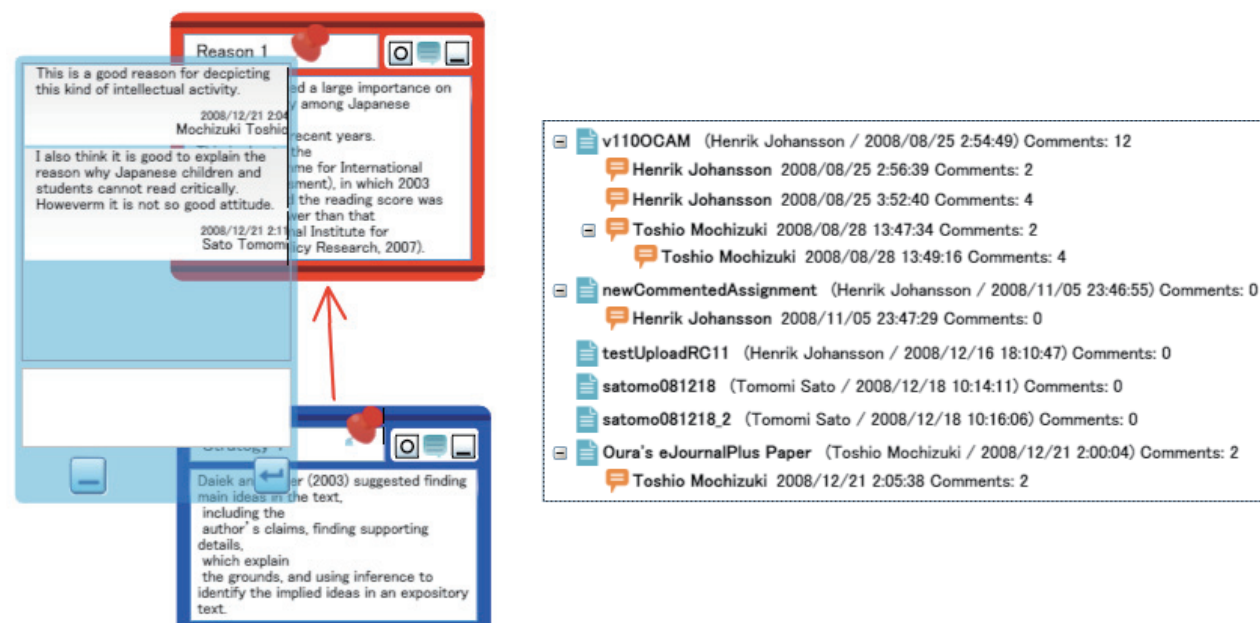 Reason 1
This is a good reason for decpicting
this kind of intellectual activity.
2008/12/21 2:04
Mochizuki Toshio
I also think it is good to explain the
reason why Japanese children and
students cannot read critically.
Howeverm it is not so good attitude.
2008/12/21 2:11
Sato Tomomi
ed a large importance on
among Japanese
recent years.
the
me for International
sment), in which 2003
the reading score was
wer than that
al Institute for
icy Research, 2007).
Daiek an er (2003) suggested finding
main ideas in the text,
including the
author's claims, finding supporting
details,
which explain
the grounds, and using inference to
identify the implied ideas in an expository
text.
v110OCAM (Henrik Johansson / 2008/08/25 2:54:49) Comments: 12
Henrik Johansson 2008/08/25 2:56:39 Comments: 2
Henrik Johansson 2008/08/25 3:52:40 Comments: 4
Toshio Mochizuki 2008/08/28 13:47:34 Comments: 2
Toshio Mochizuki 2008/08/28 13:49:16 Comments: 4
newCommentedAssignment (Henrik Johansson / 2008/11/05 23:46:55) Comments: 0
Henrik Johansson 2008/11/05 23:47:29 Comments: 0
testUploadRC11 (Henrik Johansson / 2008/12/16 18:10:47) Comments: 0
satomo081218 (Tomomi Sato / 2008/12/18 10:14:11) Comments: 0
satomo081218_2 (Tomomi Sato / 2008/12/18 10:16:06) Comments: 0
Oura's eJournalPlus Paper (Toshio Mochizuki / 2008/12/21 2:00:04) Comments: 2
Toshio Mochizuki 2008/12/21 2:05:38 Comments: 2